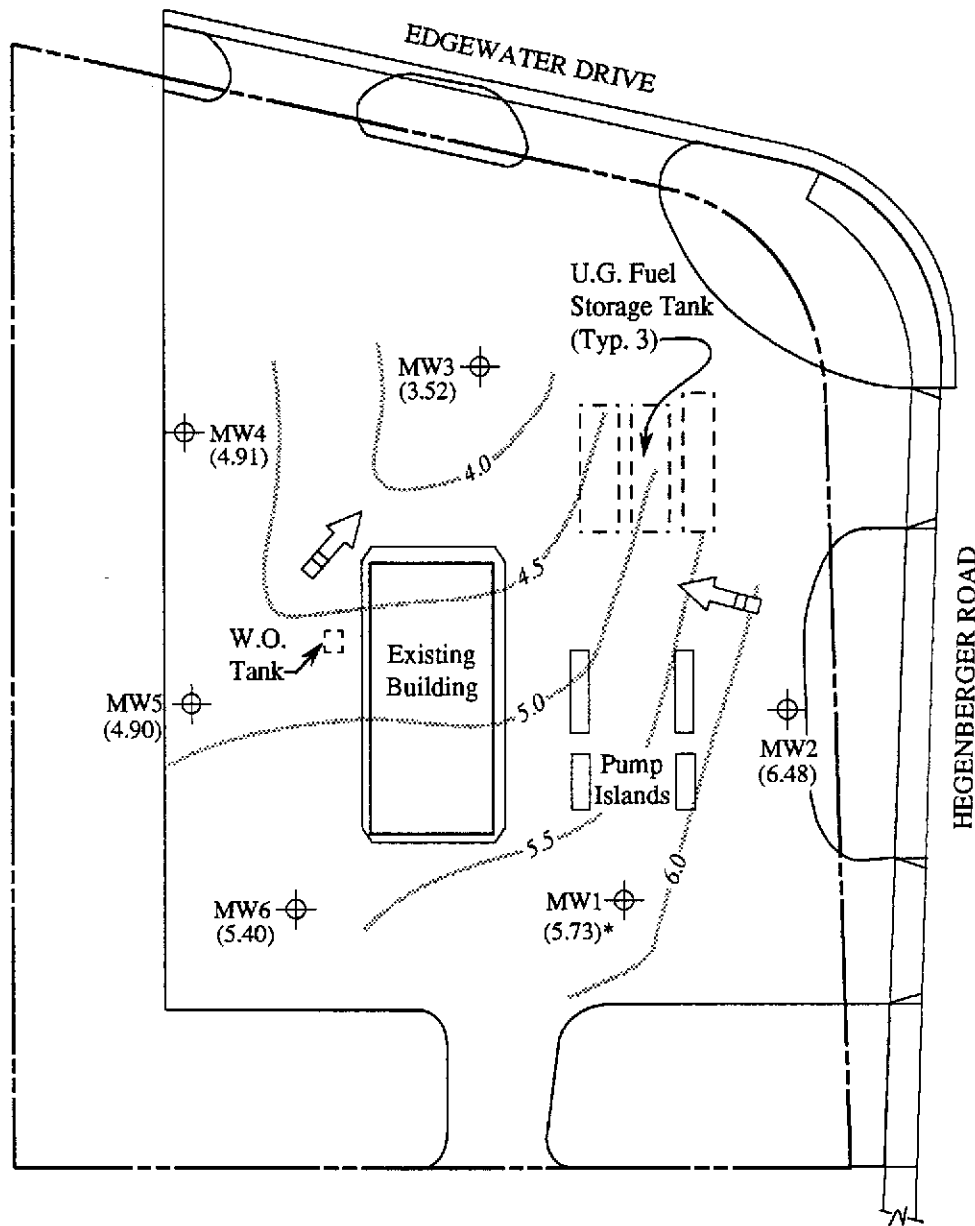 EDGEWATER DRIVE
U.G. Fuel
Storage Tank
(Typ. 3)
MW3
(3.52)
MW4
(4.91)
4.0
4.5
W.O.
Tank
Existing
Building
MW5
(4.90)
5.0
MW2
(6.48)
Pump
Islands
HEGENBERGER ROAD
5.5
6.0
MW6
(5.40)
MW1
(5.73)*